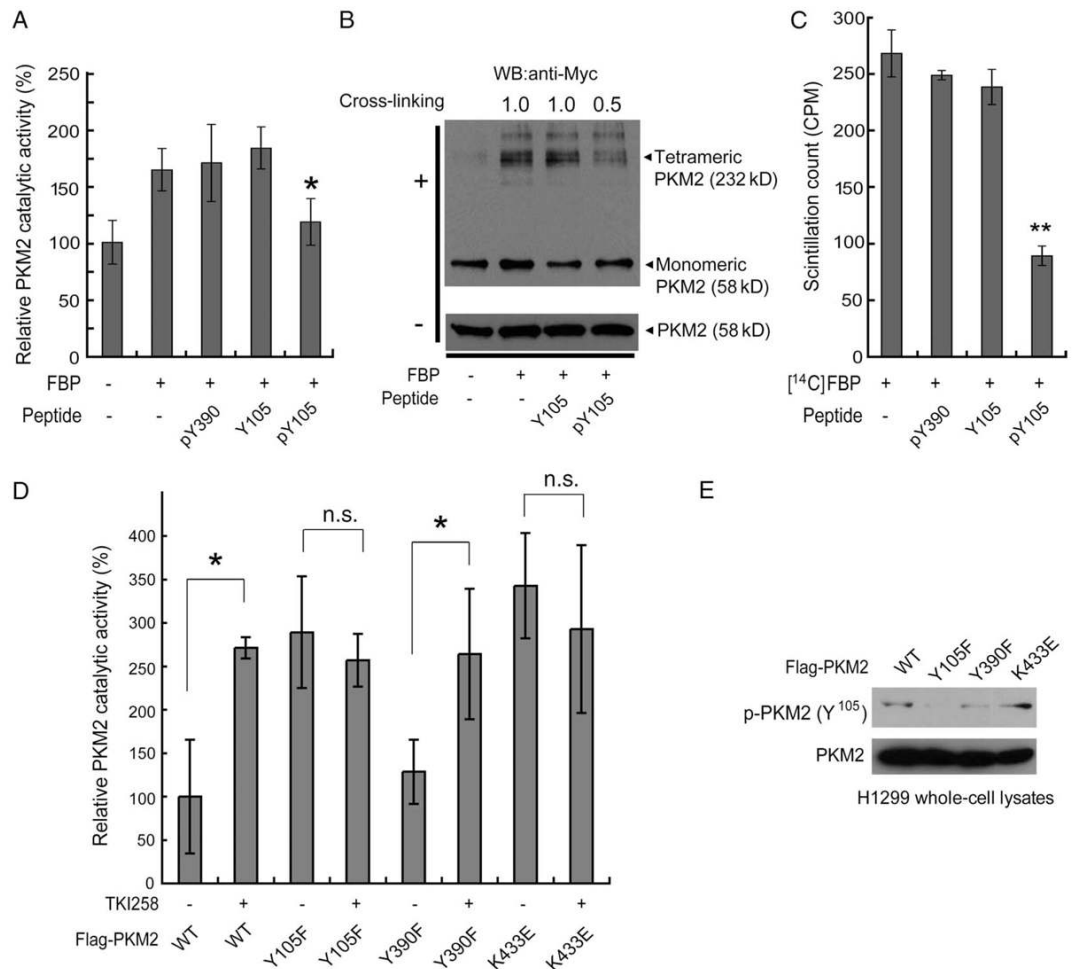 A
Relative PKM2 catalytic activity (%)
250
200
150
100
50
0
*
FBP - + + + +
Peptide - - pY390 Y105 pY105
B
WB:anti-Myc
Cross-linking 1.0 1.0 0.5
+
Tetrameric
PKM2 (232 kD)
Monomeric
PKM2 (58 kD)
-
PKM2 (58 kD)
FBP - + + +
Peptide - - Y105 pY105
C
Scintillation count (CPM)
300
250
200
150
100
50
0
**
[¹⁴C]FBP + + + +
Peptide - pY390 Y105 pY105
D
Relative PKM2 catalytic activity (%)
400
350
300
250
200
150
100
50
0
* n.s. * n.s.
TKI258 - + - + - + - +
Flag-PKM2 WT WT Y105F Y105F Y390F Y390F K433E K433E
E
Flag-PKM2 WT Y105F Y390F K433E
p-PKM2 (Y¹⁰⁵)
PKM2
H1299 whole-cell lysates